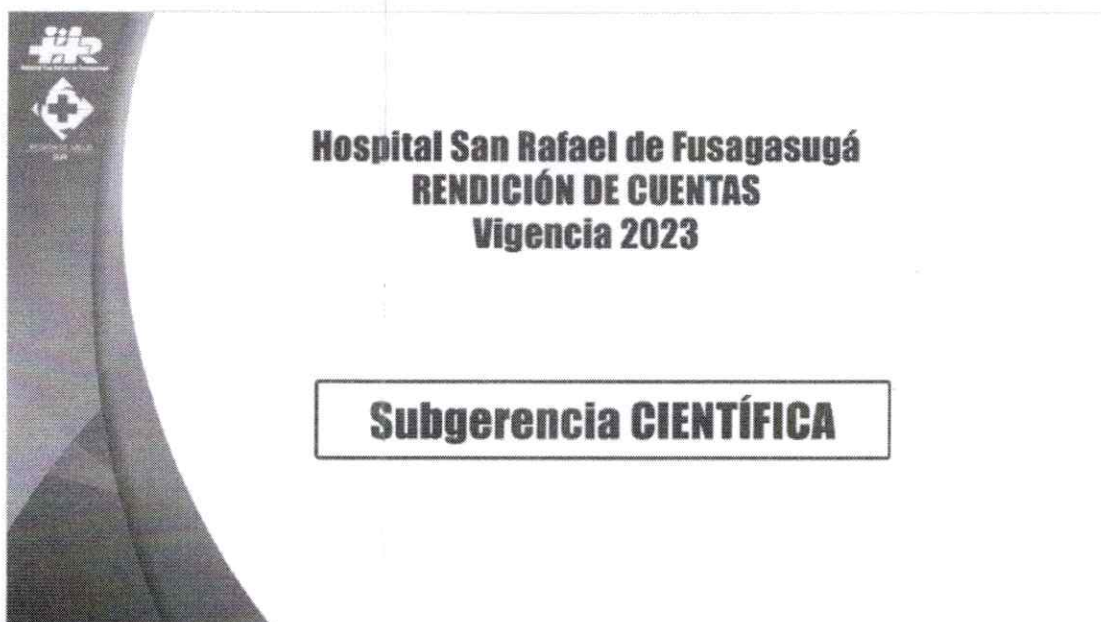 Hospital San Rafael de Fusagasugá
RENDICIÓN DE CUENTAS
Vigencia 2023
Subgerencia CIENTÍFICA